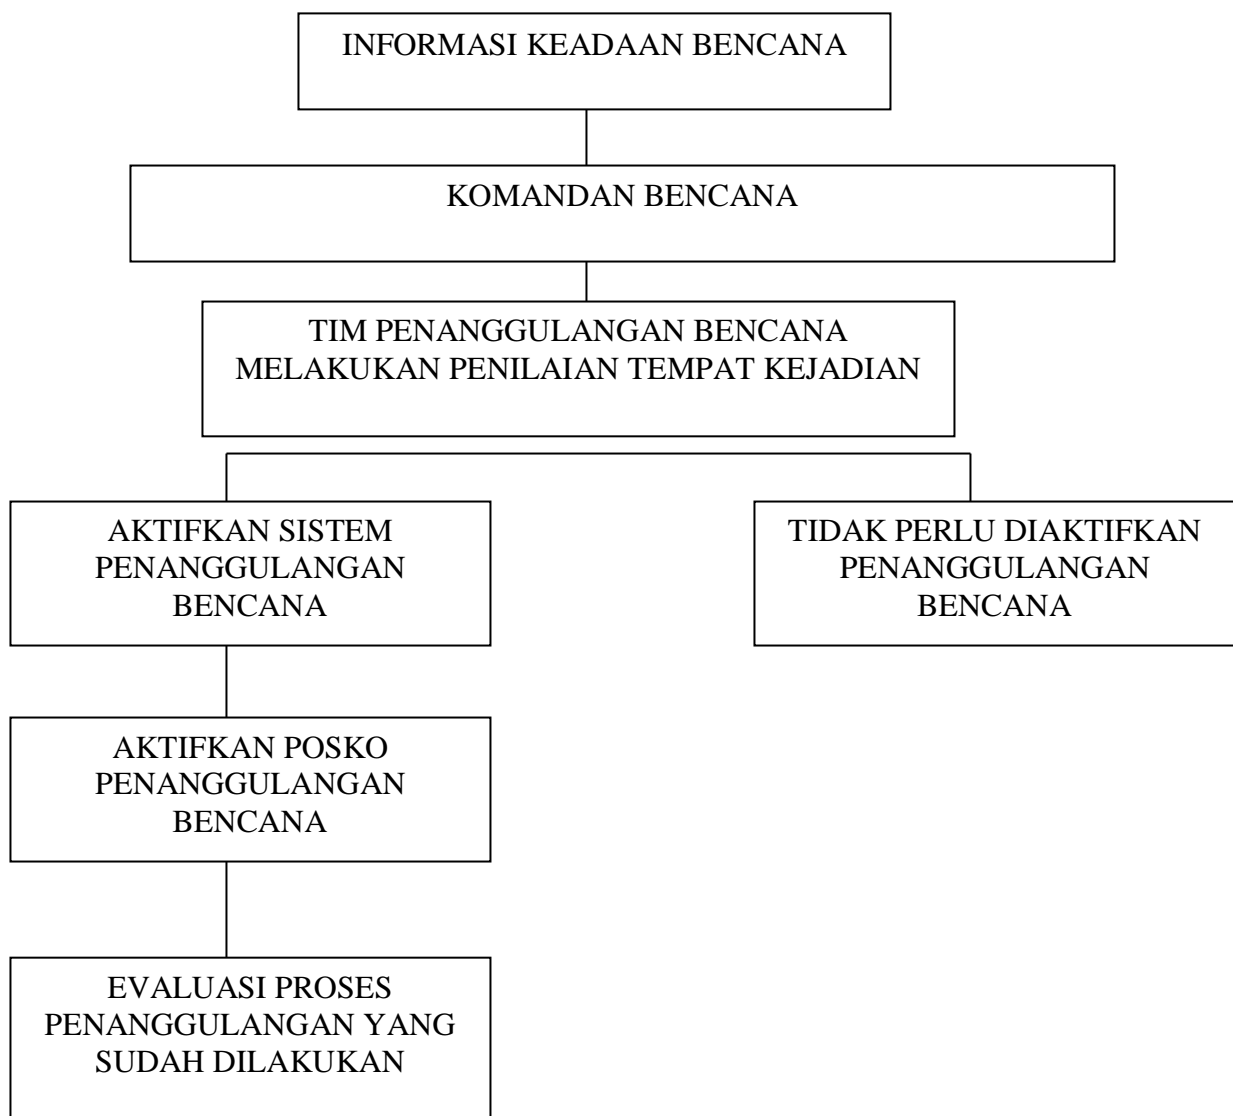 INFORMASI KEADAAN BENCANA
KOMANDAN BENCANA
TIM PENANGGULANGAN BENCANA
MELAKUKAN PENILAIAN TEMPAT KEJADIAN
AKTIFKAN SISTEM
PENANGGULANGAN
BENCANA
TIDAK PERLU DIAKTIFKAN
PENANGGULANGAN
BENCANA
AKTIFKAN POSKO
PENANGGULANGAN
BENCANA
EVALUASI PROSES
PENANGGULANGAN YANG
SUDAH DILAKUKAN